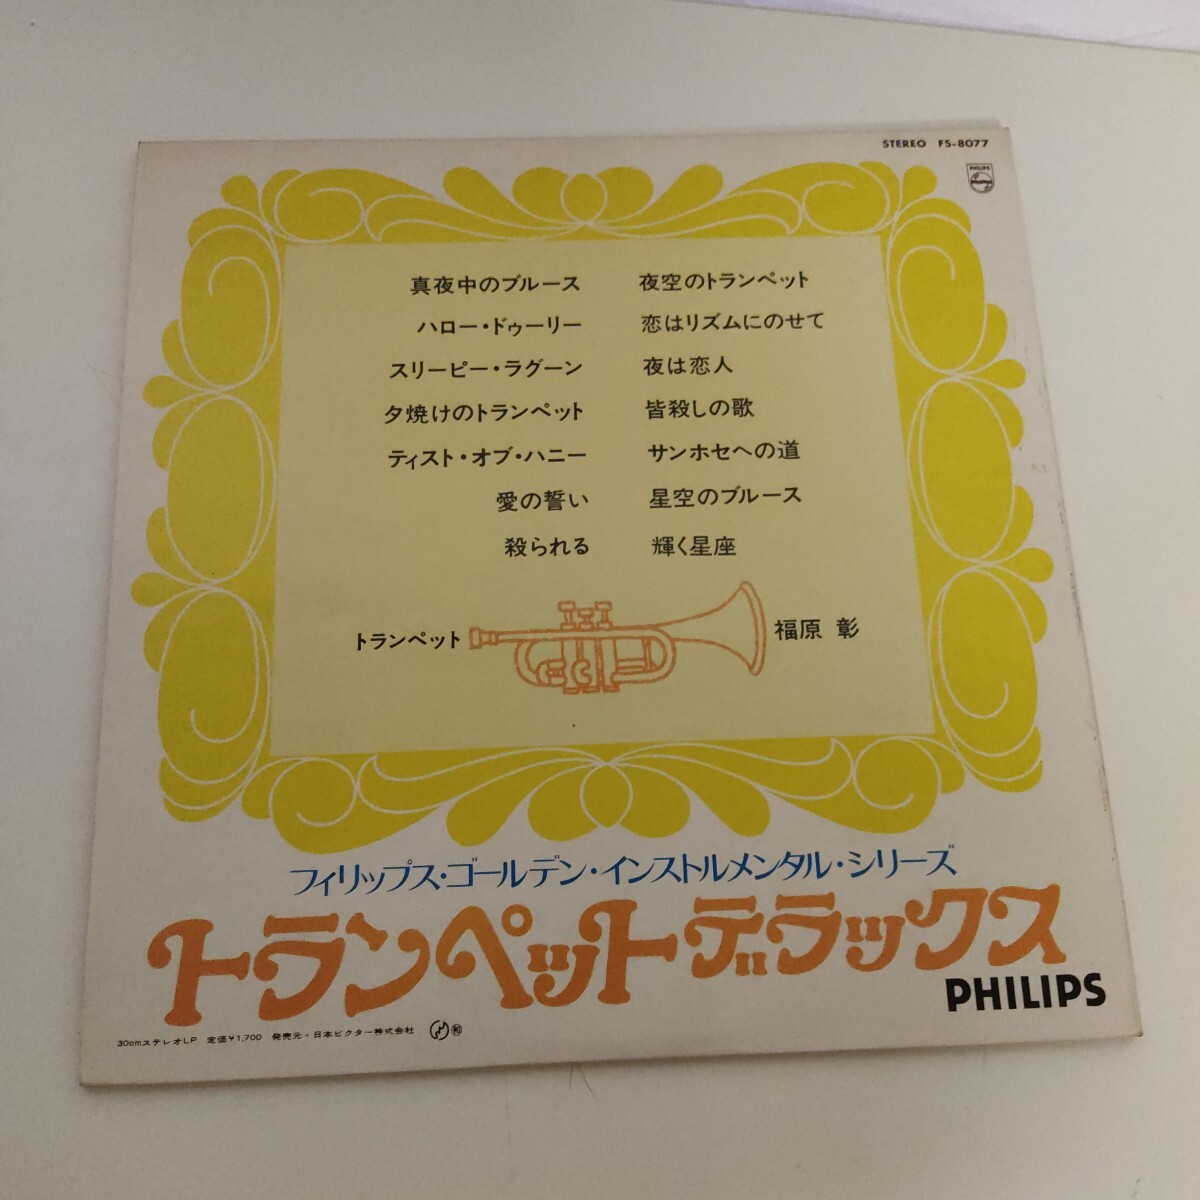 STEREO FS-8077
PHILIPS
真夜中のブルース
ハロー・ドゥーリー
スリーピー・ラグーン
夕焼けのトランペット
ティスト・オブ・ハニー
愛の誓い
殺られる
夜空のトランペット
恋はリズムにのせて
夜は恋人
皆殺しの歌
サンホセへの道
星空のブルース
輝く星座
トランペット 福原 彰
フィリップス・ゴールデン・インストルメンタル・シリーズ
トランペットデラックス
PHILIPS
30cmステレオLP 定価¥1,700 発売元・日本ビクター株式会社